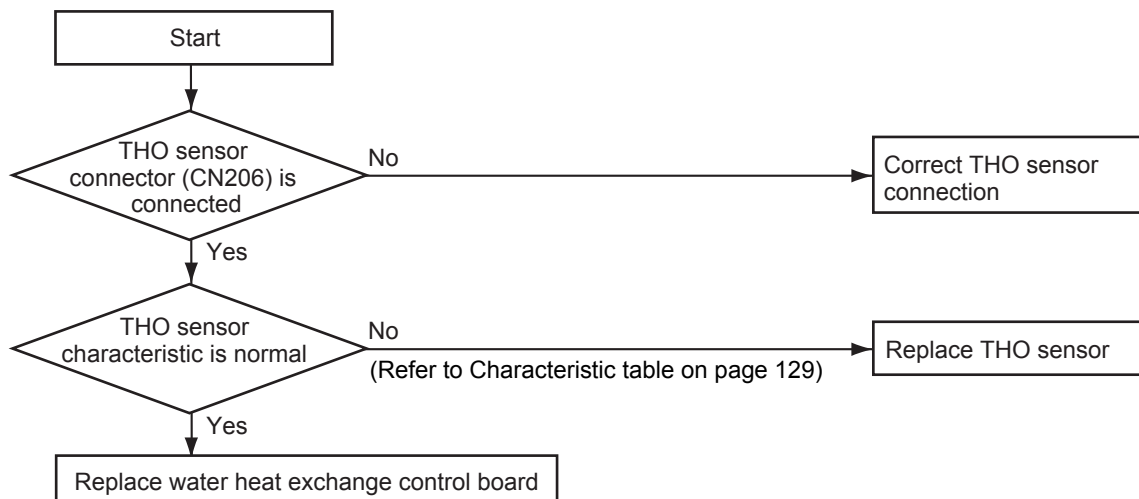 Start
THO sensor
connector (CN206) is
connected
No
Correct THO sensor
connection
Yes
THO sensor
characteristic is normal
No
(Refer to Characteristic table on page 129)
Replace THO sensor
Yes
Replace water heat exchange control board